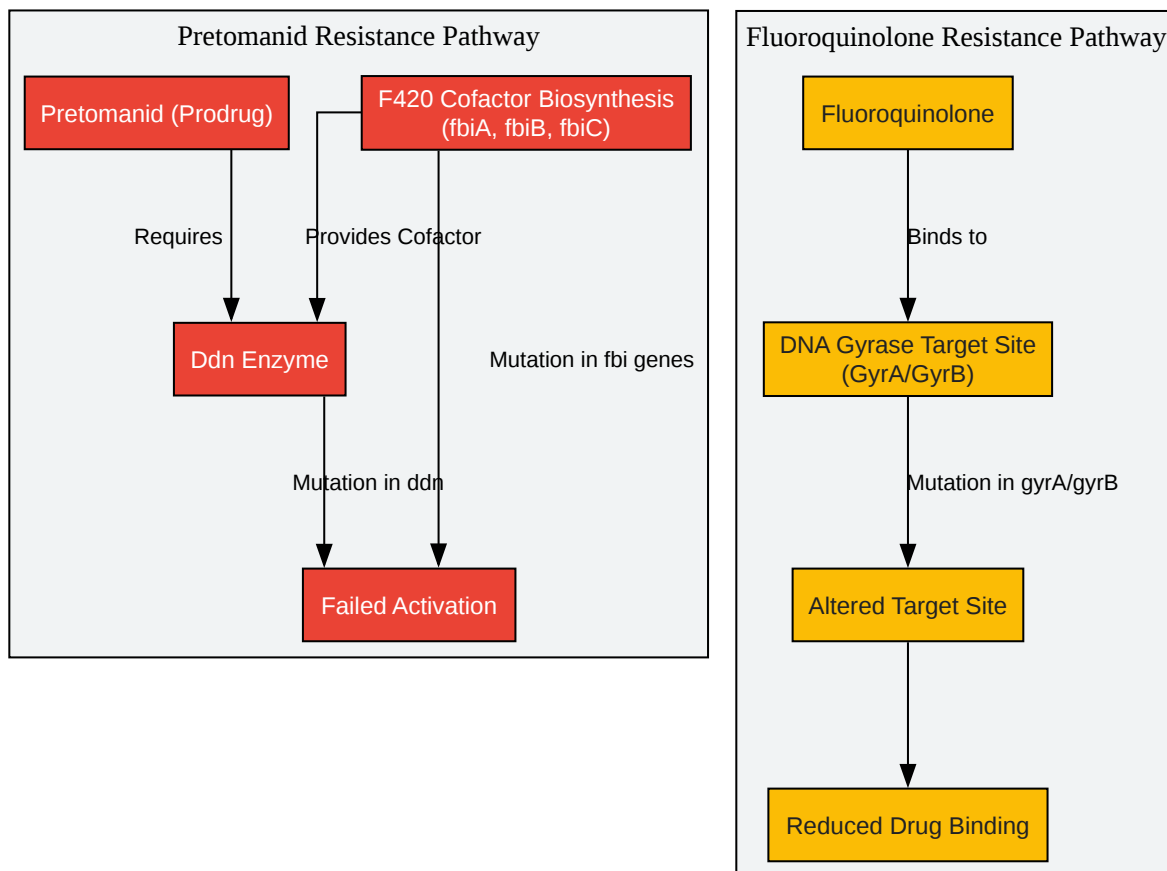 Pretomanid Resistance Pathway
Pretomanid (Prodrug)
F420 Cofactor Biosynthesis
(fbiA, fbiB, fbiC)
Requires
Provides Cofactor
Ddn Enzyme
Mutation in fbi genes
Mutation in ddn
Failed Activation
Fluoroquinolone Resistance Pathway
Fluoroquinolone
Binds to
DNA Gyrase Target Site
(GyrA/GyrB)
Mutation in gyrA/gyrB
Altered Target Site
Reduced Drug Binding